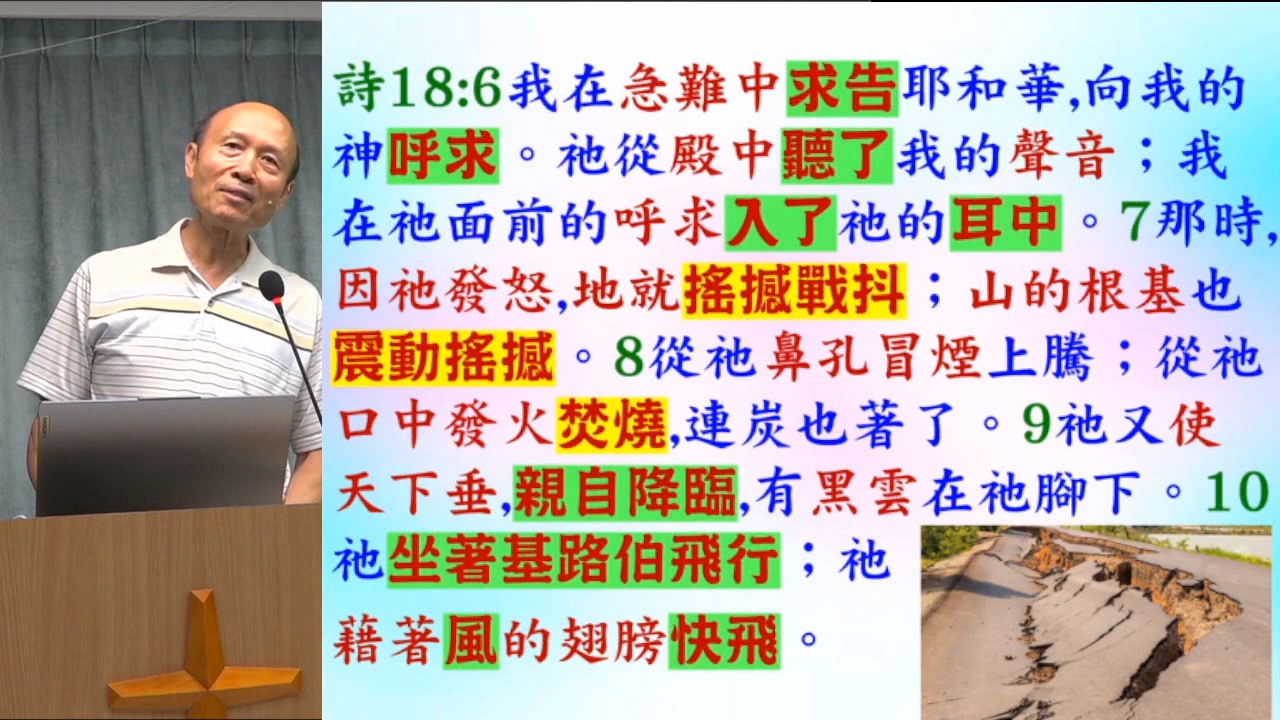 詩18:6我在急難中求告耶和華,向我的
神呼求。祂從殿中聽了我的聲音；我
在祂面前的呼求入了祂的耳中。7那時,
因祂發怒,地就搖撼戰抖；山的根基也
震動搖撼。8從祂鼻孔冒煙上騰；從祂
口中發火焚燒,連炭也著了。9祂又使
天下垂,親自降臨,有黑雲在祂腳下。10
祂坐著基路伯飛行；祂
藉著風的翅膀快飛。